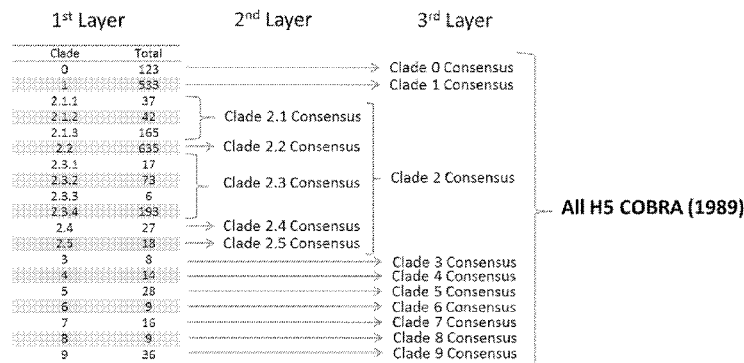 1st Layer 2nd Layer 3rd Layer
Clade Total
0 123 Clade 0 Consensus
1 533 Clade 1 Consensus
2.1.1 37
2.1.2 42 Clade 2.1 Consensus
2.1.3 165
2.2 635 Clade 2.2 Consensus
2.3.1 17
2.3.2 73 Clade 2.3 Consensus Clade 2 Consensus
2.3.3 6
2.3.4 193
All H5 COBRA (1989)
2.4 27 Clade 2.4 Consensus
2.5 18 Clade 2.5 Consensus
3 8 Clade 3 Consensus
4 14 Clade 4 Consensus
5 28 Clade 5 Consensus
6 9 Clade 6 Consensus
7 16 Clade 7 Consensus
8 9 Clade 8 Consensus
9 36 Clade 9 Consensus